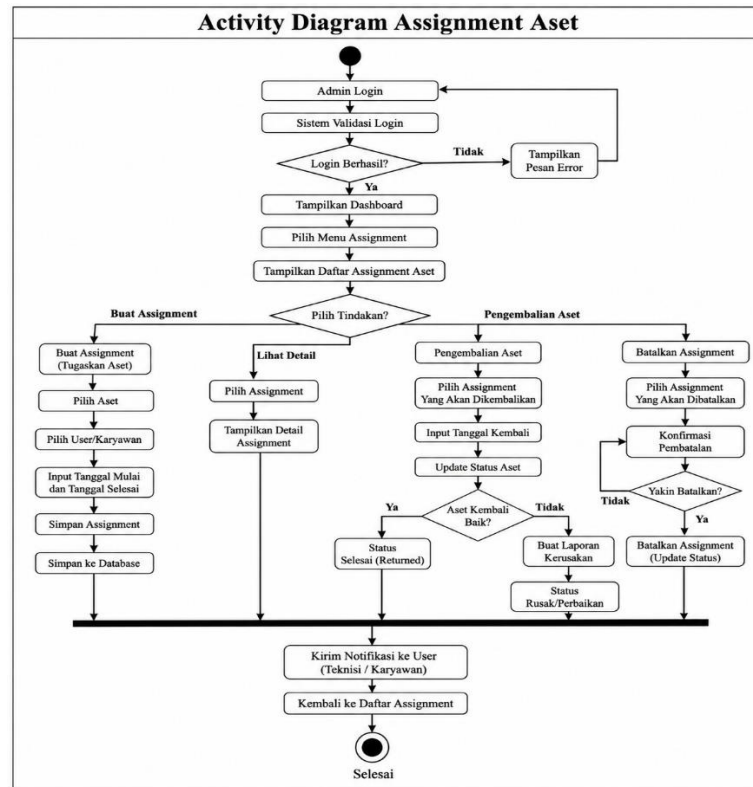 Activity Diagram Assignment Aset
Admin Login
Sistem Validasi Login
Login Berhasil?
Tidak
Tampilkan
Pesan Error
Ya
Tampilkan Dashboard
Pilih Menu Assignment
Tampilkan Daftar Assignment Aset
Pilih Tindakan?
Buat Assignment
Lihat Detail
Pengembalian Aset
Buat Assignment
(Tugaskan Aset)
Pilih Aset
Pilih User/Karyawan
Input Tanggal Mulai
dan Tanggal Selesai
Simpan Assignment
Simpan ke Database
Pilih Assignment
Tampilkan Detail
Assignment
Pengembalian Aset
Pilih Assignment
Yang Akan Dikembalikan
Input Tanggal Kembali
Update Status Aset
Aset Kembali
Baik?
Ya
Tidak
Status
Selesai (Returned)
Buat Laporan
Kerusakan
Status
Rusak/Perbaikan
Batalkan Assignment
Pilih Assignment
Yang Akan Dibatalkan
Konfirmasi
Pembatalan
Yakin Batalkan?
Tidak
Ya
Batalkan Assignment
(Update Status)
Kirim Notifikasi ke User
(Teknisi / Karyawan)
Kembali ke Daftar Assignment
Selesai